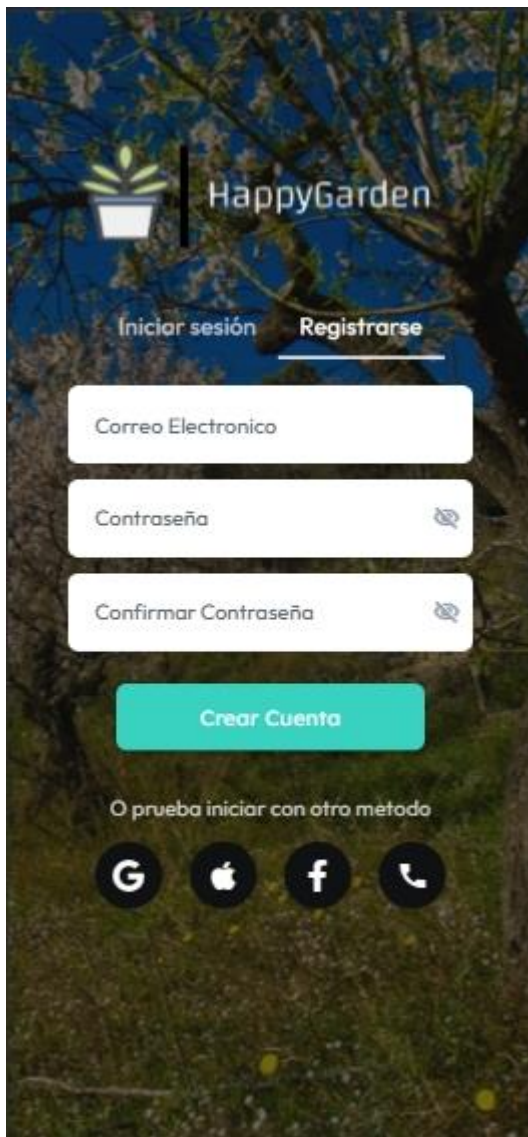 HappyGarden
Iniciar sesión Registrarse
Correo Electronico
Contraseña
Confirmar Contraseña
Crear Cuenta
O prueba iniciar con otro metodo